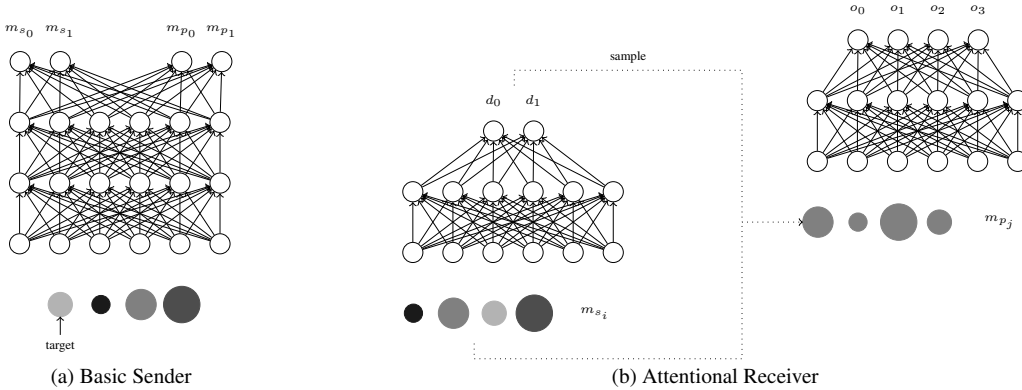 m_{s_0} m_{s_1} m_{p_0} m_{p_1}
target
(a) Basic Sender
o_0 o_1 o_2 o_3
sample
d_0 d_1
m_{p_j}
m_{s_i}
(b) Attentional Receiver